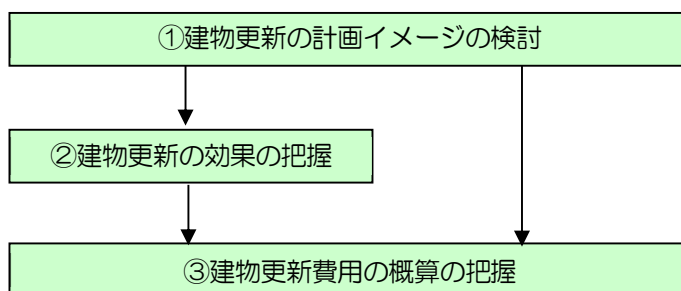 ①建物更新の計画イメージの検討
②建物更新の効果の把握
③建物更新費用の概算の把握